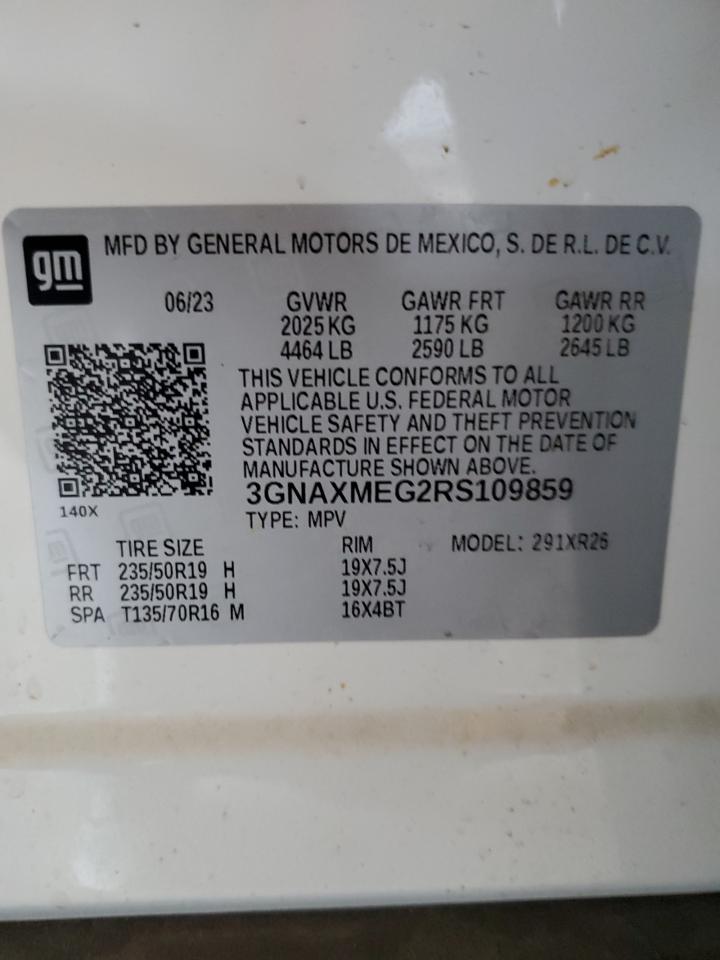 gm
MFD BY GENERAL MOTORS DE MEXICO, S. DE R.L. DE C.V.
06/23 GVWR GAWR FRT GAWR RR
2025 KG 1175 KG 1200 KG
4464 LB 2590 LB 2645 LB
THIS VEHICLE CONFORMS TO ALL
APPLICABLE U.S. FEDERAL MOTOR
VEHICLE SAFETY AND THEFT PREVENTION
STANDARDS IN EFFECT ON THE DATE OF
MANUFACTURE SHOWN ABOVE.
3GNAXMEG2RS109859
140X
TYPE: MPV
TIRE SIZE RIM MODEL: 291XR26
FRT 235/50R19 H 19X7.5J
RR 235/50R19 H 19X7.5J
SPA T135/70R16 M 16X4BT